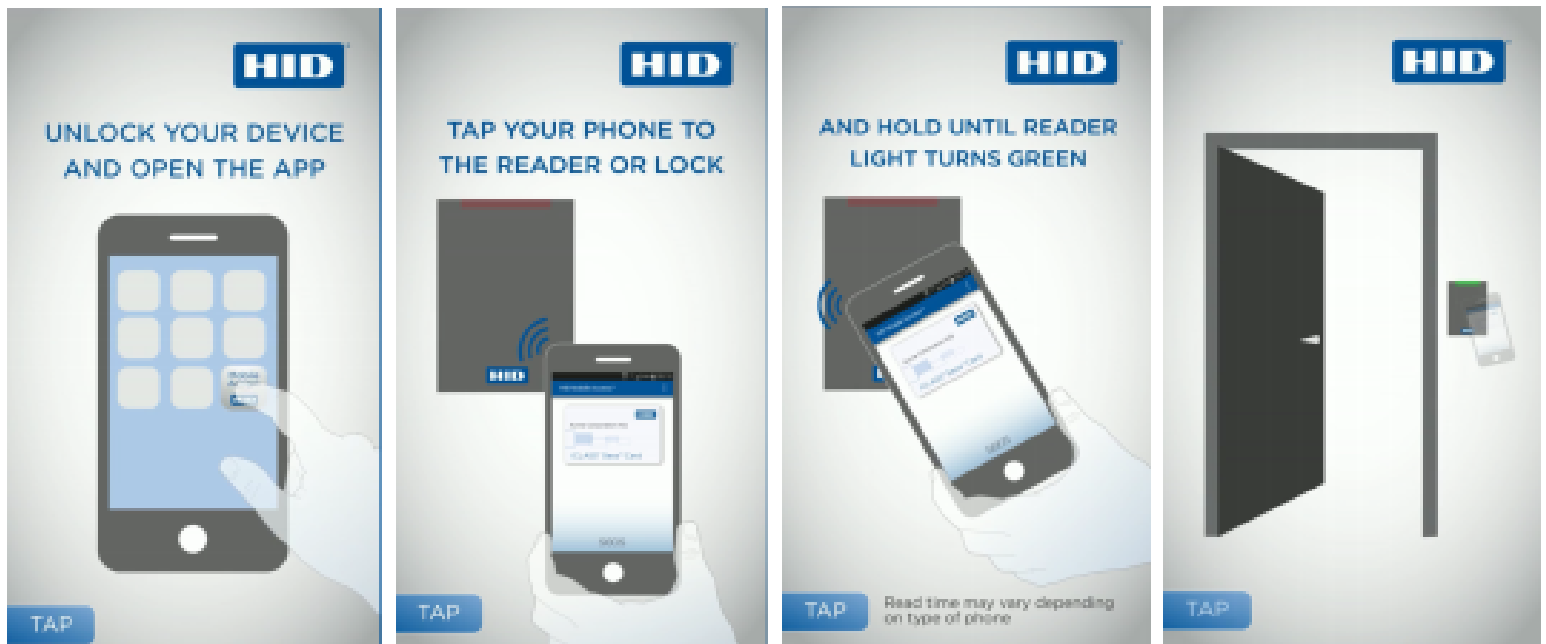 HID
UNLOCK YOUR DEVICE
AND OPEN THE APP
TAP
HID
TAP YOUR PHONE TO
THE READER OR LOCK
HID
seos
TAP
HID
AND HOLD UNTIL READER
LIGHT TURNS GREEN
seos
TAP
Read time may vary depending
on type of phone
HID
TAP